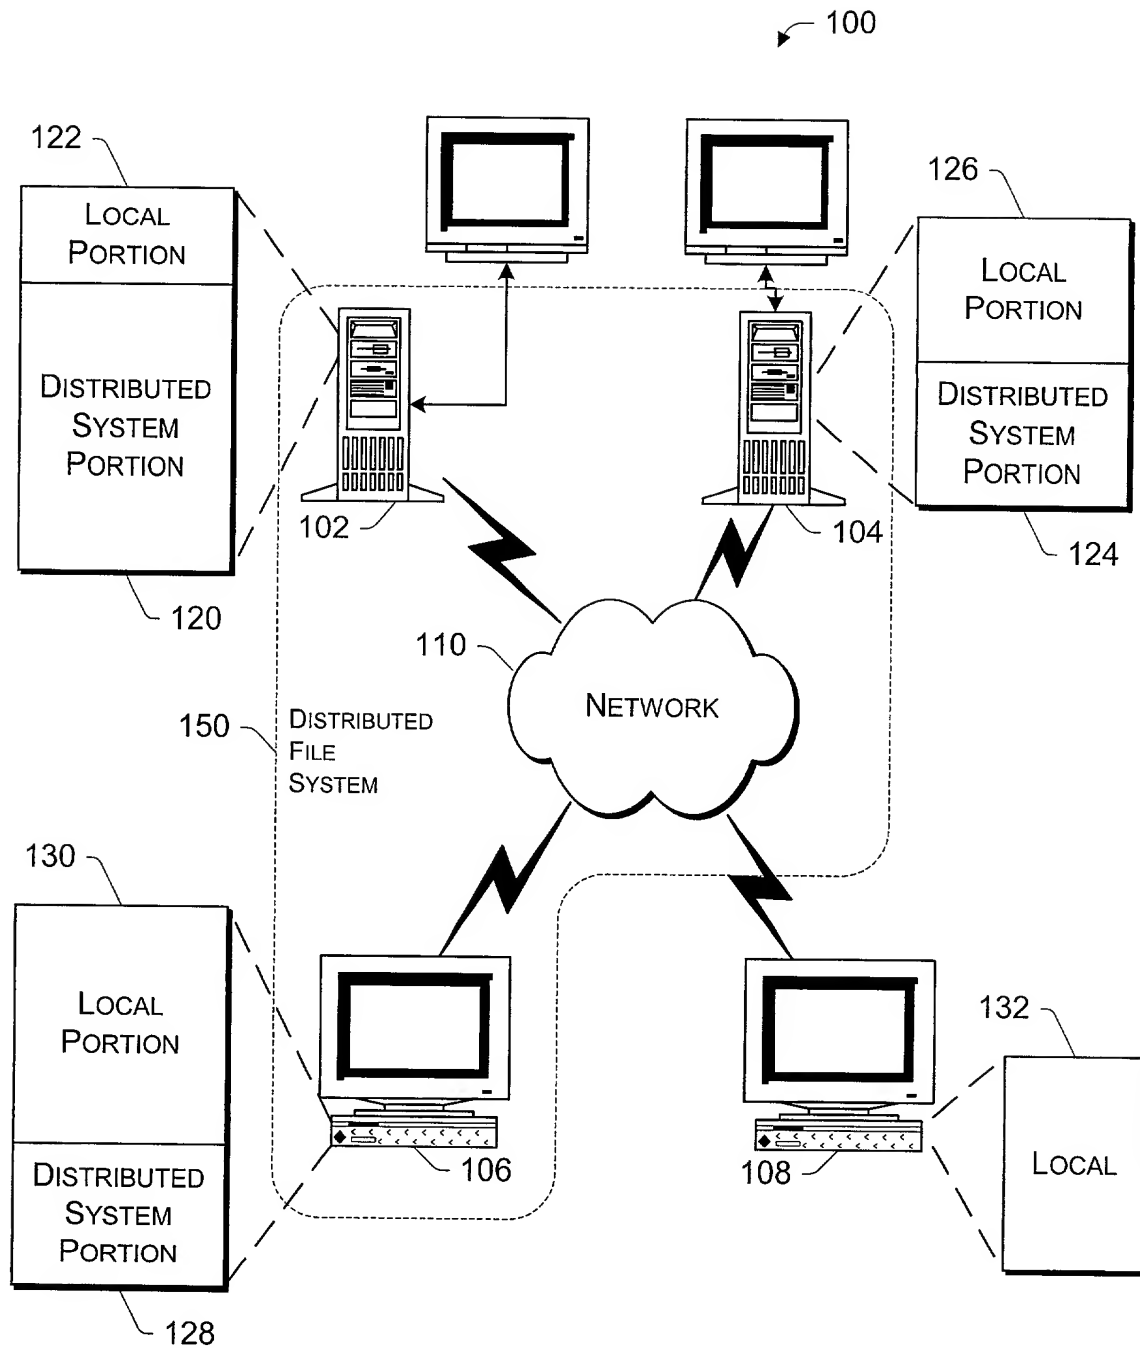 100
122
LOCAL
PORTION
DISTRIBUTED
SYSTEM
PORTION
120
126
LOCAL
PORTION
DISTRIBUTED
SYSTEM
PORTION
124
102
104
110
NETWORK
150
DISTRIBUTED
FILE
SYSTEM
130
LOCAL
PORTION
DISTRIBUTED
SYSTEM
PORTION
128
106
108
132
LOCAL